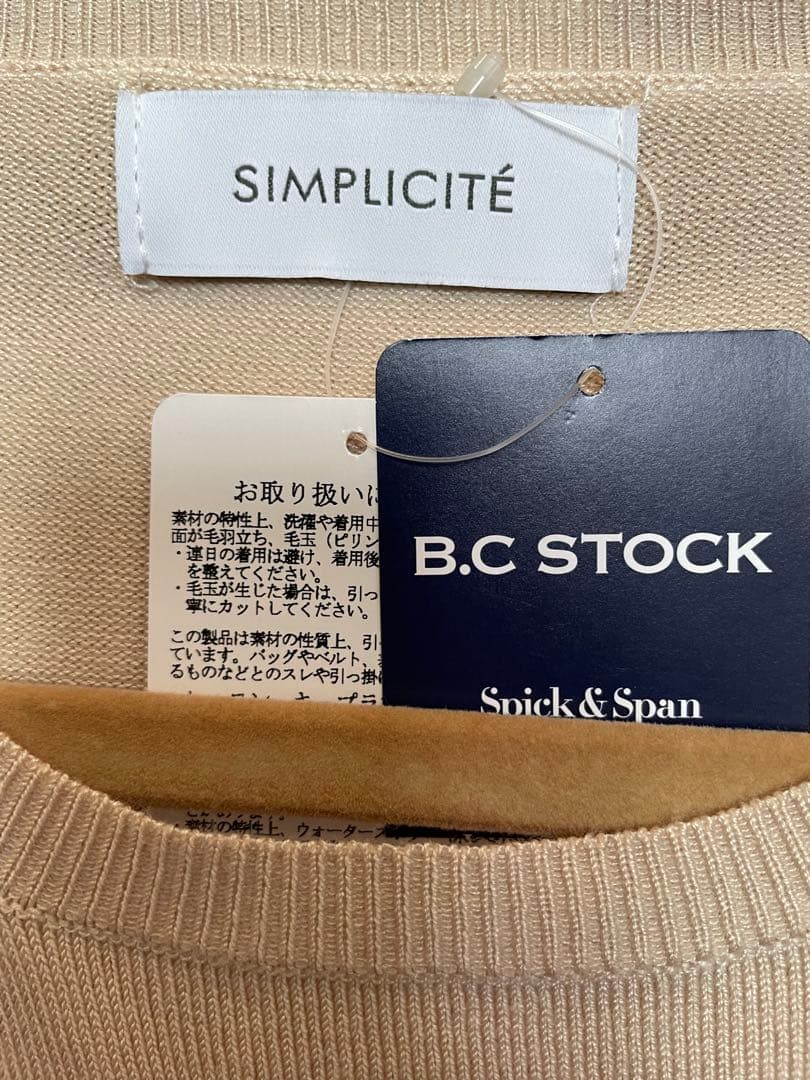 SIMPLICITÉ
お取り扱いに
素材の特性上、洗濯や着用中
面が毛羽立ち、毛玉（ピリン
・連日の着用は避け、着用後
を整えてください。
・毛玉が生じた場合は、引っ
寧にカットしてください。
この製品は素材の性質上、引っ
ています。バッグやベルト、
るものなどとのスレや引っ掛け
B.C STOCK
Spick & Span
・素材の特性上、ウォーター